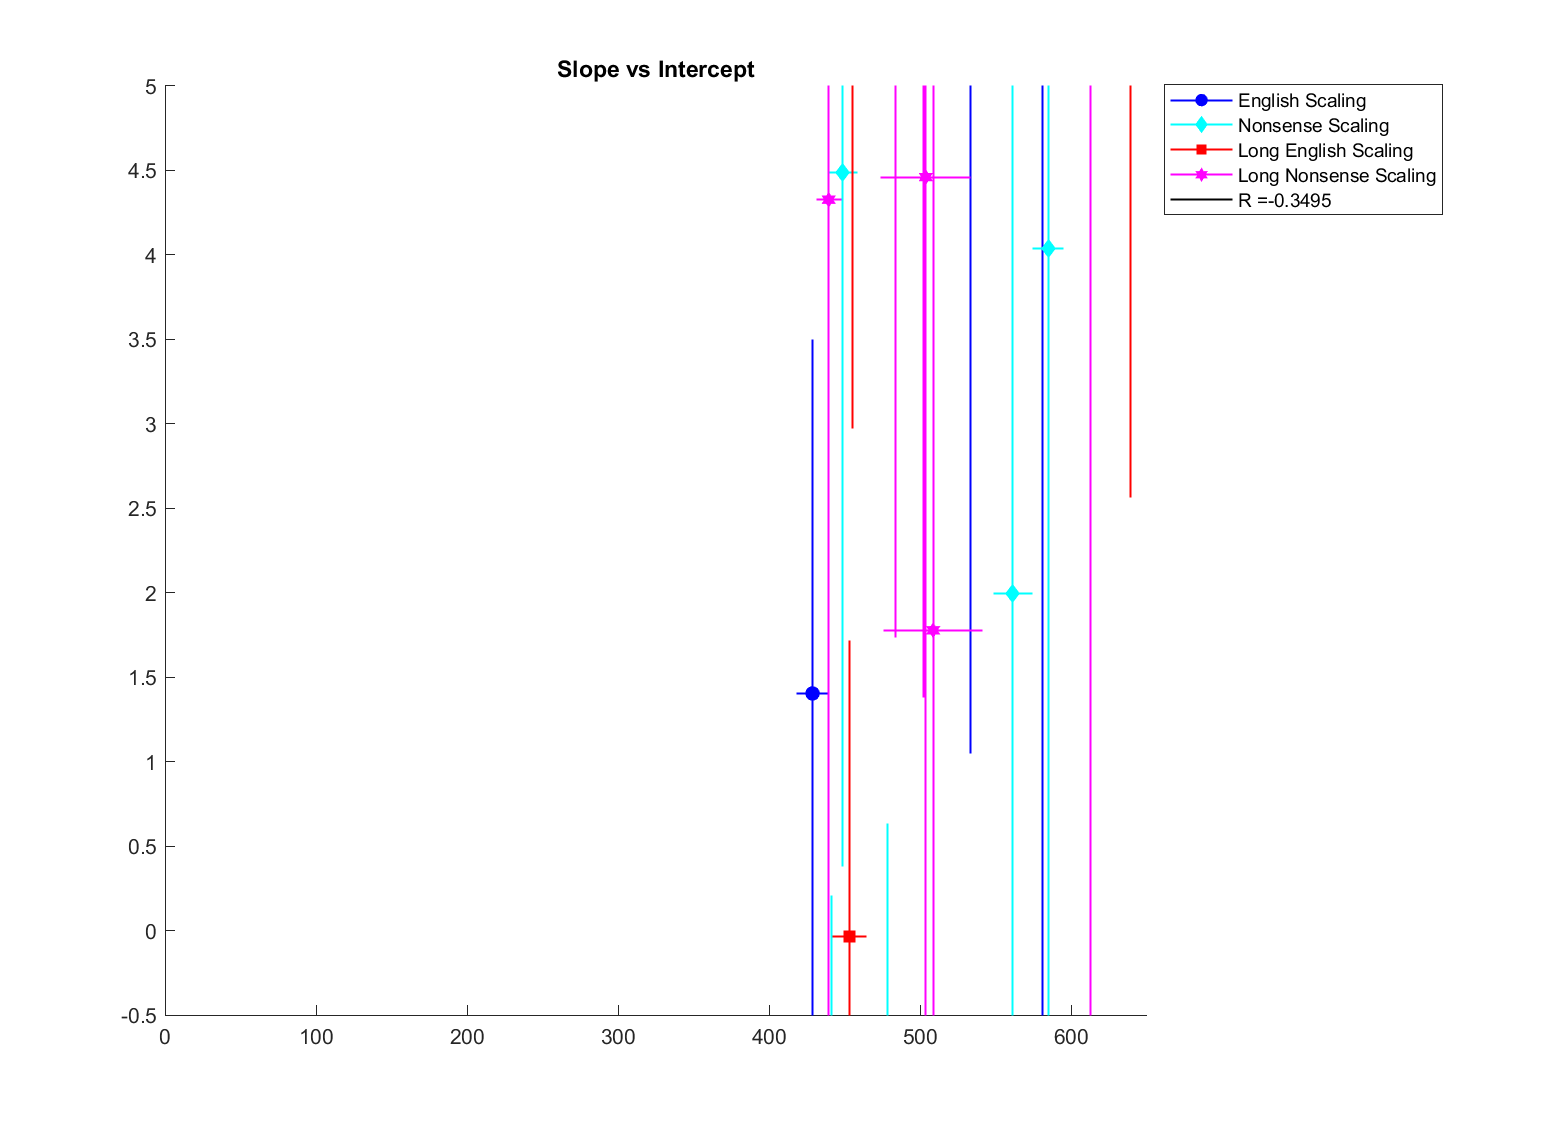 Slope vs Intercept
English Scaling
Nonsense Scaling
Long English Scaling
Long Nonsense Scaling
R =-0.3495
5
4.5
4
3.5
3
2.5
2
1.5
1
0.5
0
-0.5
0 100 200 300 400 500 600